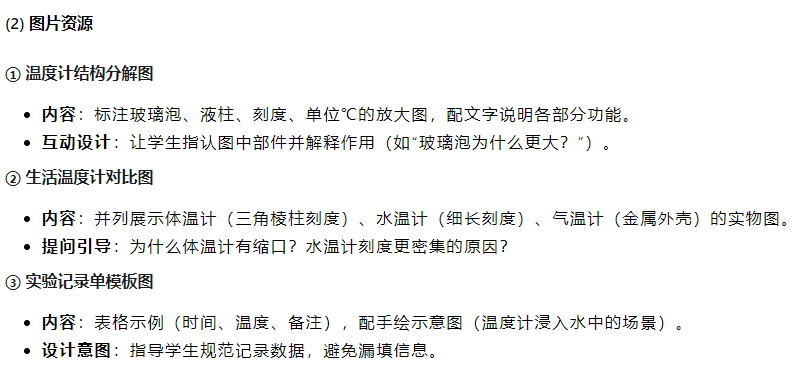 (2) 图片资源
① 温度计结构分解图
• 内容：标注玻璃泡、液柱、刻度、单位℃的放大图，配文字说明各部分功能。
• 互动设计：让学生指认图中部件并解释作用（如“玻璃泡为什么更大？”）。
② 生活温度计对比图
• 内容：并列展示体温计（三角棱柱刻度）、水温计（细长刻度）、气温计（金属外壳）的实物图。
• 提问引导：为什么体温计有缩口？水温计刻度更密集的原因？
③ 实验记录单模板图
• 内容：表格示例（时间、温度、备注），配手绘示意图（温度计浸入水中的场景）。
• 设计意图：指导学生规范记录数据，避免漏填信息。